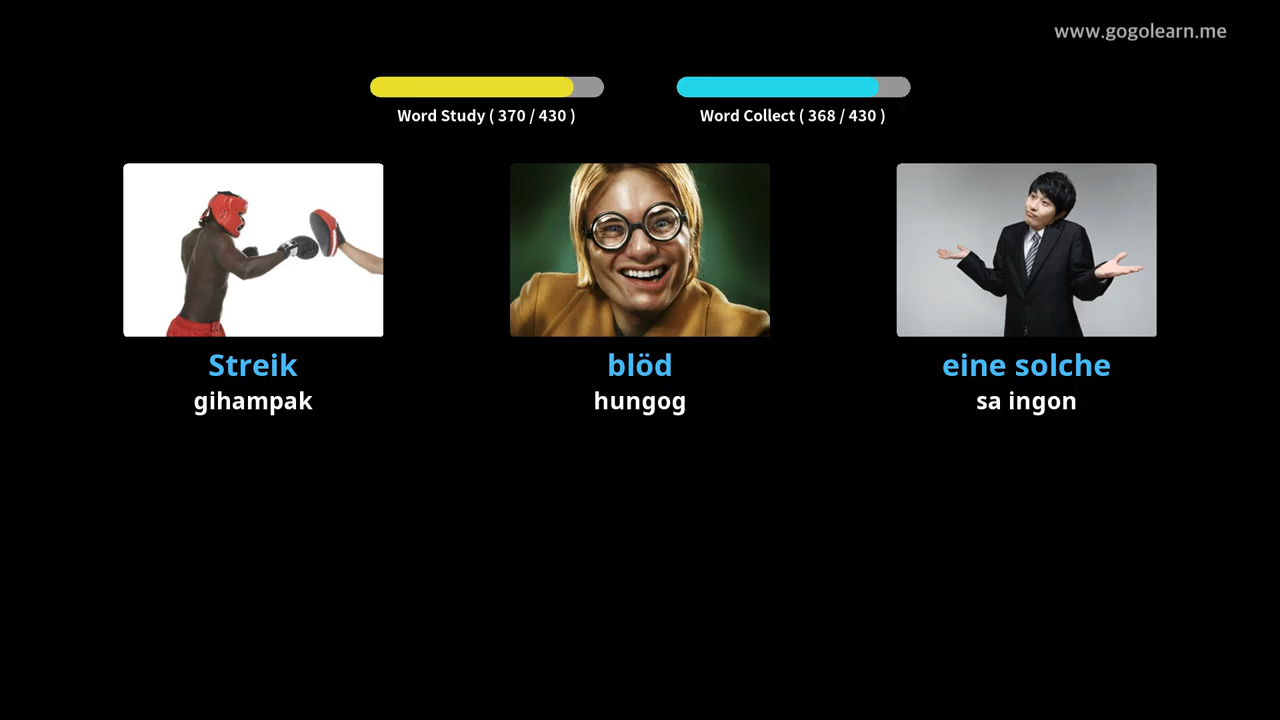 www.gogolearn.me
Word Study ( 370 / 430 )
Word Collect ( 368 / 430 )
Streik
gihampak
blöd
hungog
eine solche
sa ingon